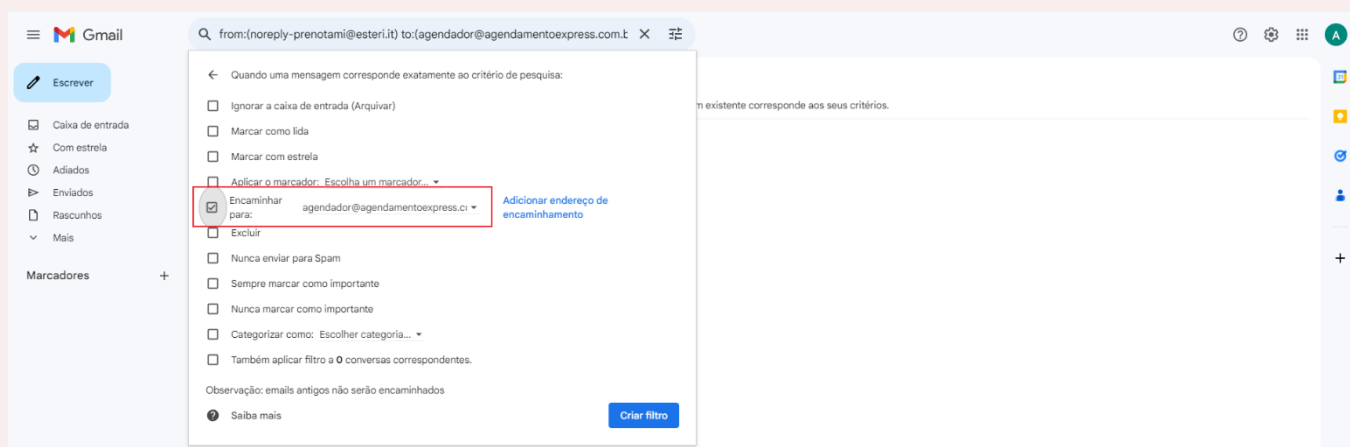 Gmail
from:(noreply-prenotami@esteri.it) to:(agendador@agendamentoexpress.com.b
A
Escrever
Caixa de entrada
Com estrela
Adiados
Enviados
Rascunhos
Mais
Marcadores
Quando uma mensagem corresponde exatamente ao critério de pesquisa:
Ignorar a caixa de entrada (Arquivar)
existente corresponde aos seus critérios.
Marcar como lida
Marcar com estrela
Aplicar o marcador: Escolha um marcador...
Encaminhar
para:
agendador@agendamentoexpress.co
Adicionar endereço de
encaminhamento
Excluir
Nunca enviar para Spam
Sempre marcar como importante
Nunca marcar como importante
Categorizar como: Escolher categoria...
Também aplicar filtro a 0 conversas correspondentes.
Observação: emails antigos não serão encaminhados
Saiba mais
Criar filtro